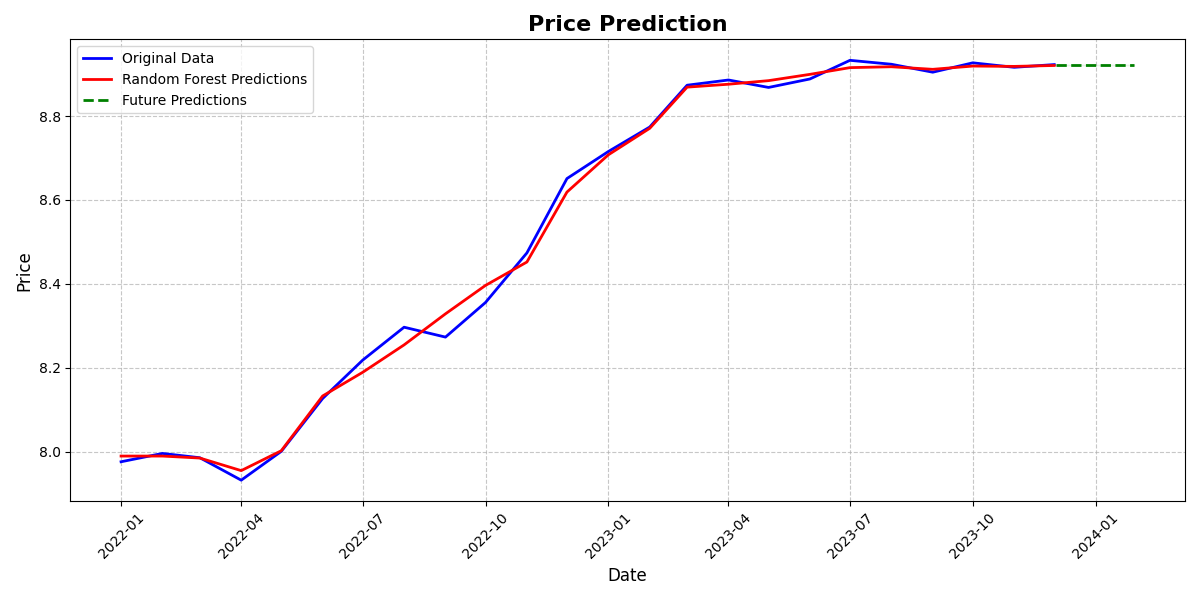 Price Prediction
Original Data
Random Forest Predictions
Future Predictions
Price
8.8
8.6
8.4
8.2
8.0
2022-01
2022-04
2022-07
2022-10
2023-01
2023-04
2023-07
2023-10
2024-01
Date